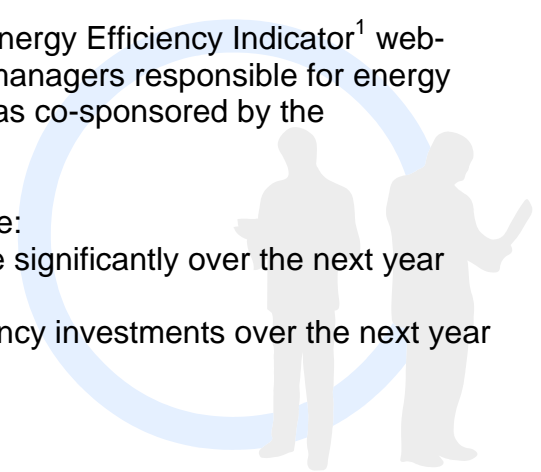 nergy Efficiency Indicator¹ web-
nanagers responsible for energy
as co-sponsored by the
e:
e significantly over the next year
ncy investments over the next year